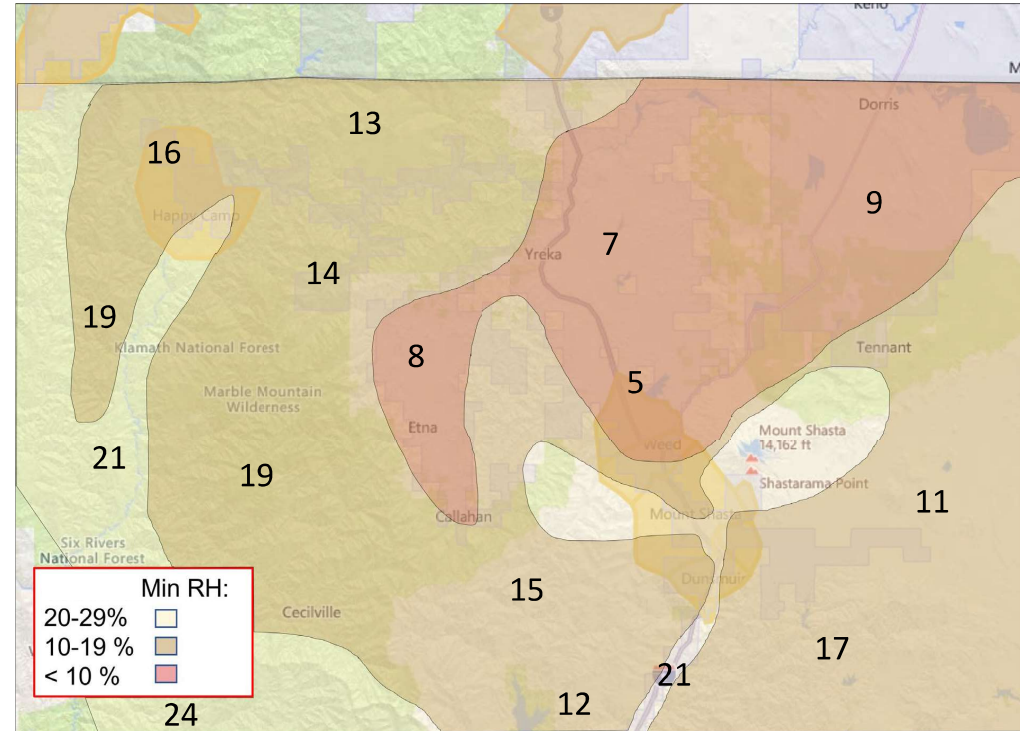 Keno
M
13
Dorris
16
9
Happy Camp
7
Yreka
14
19
Klamath National Forest
8
Tennant
5
Marble Mountain
Wilderness
Etna
Weed
Mount Shasta
14,162 ft
21
19
Shastarama Point
11
Callahan
Mount Shasta
Six Rivers
National Forest
Dunsmuir
15
Cecilville
Min RH:
20-29%
10-19 %
< 10 %
17
21
12
24